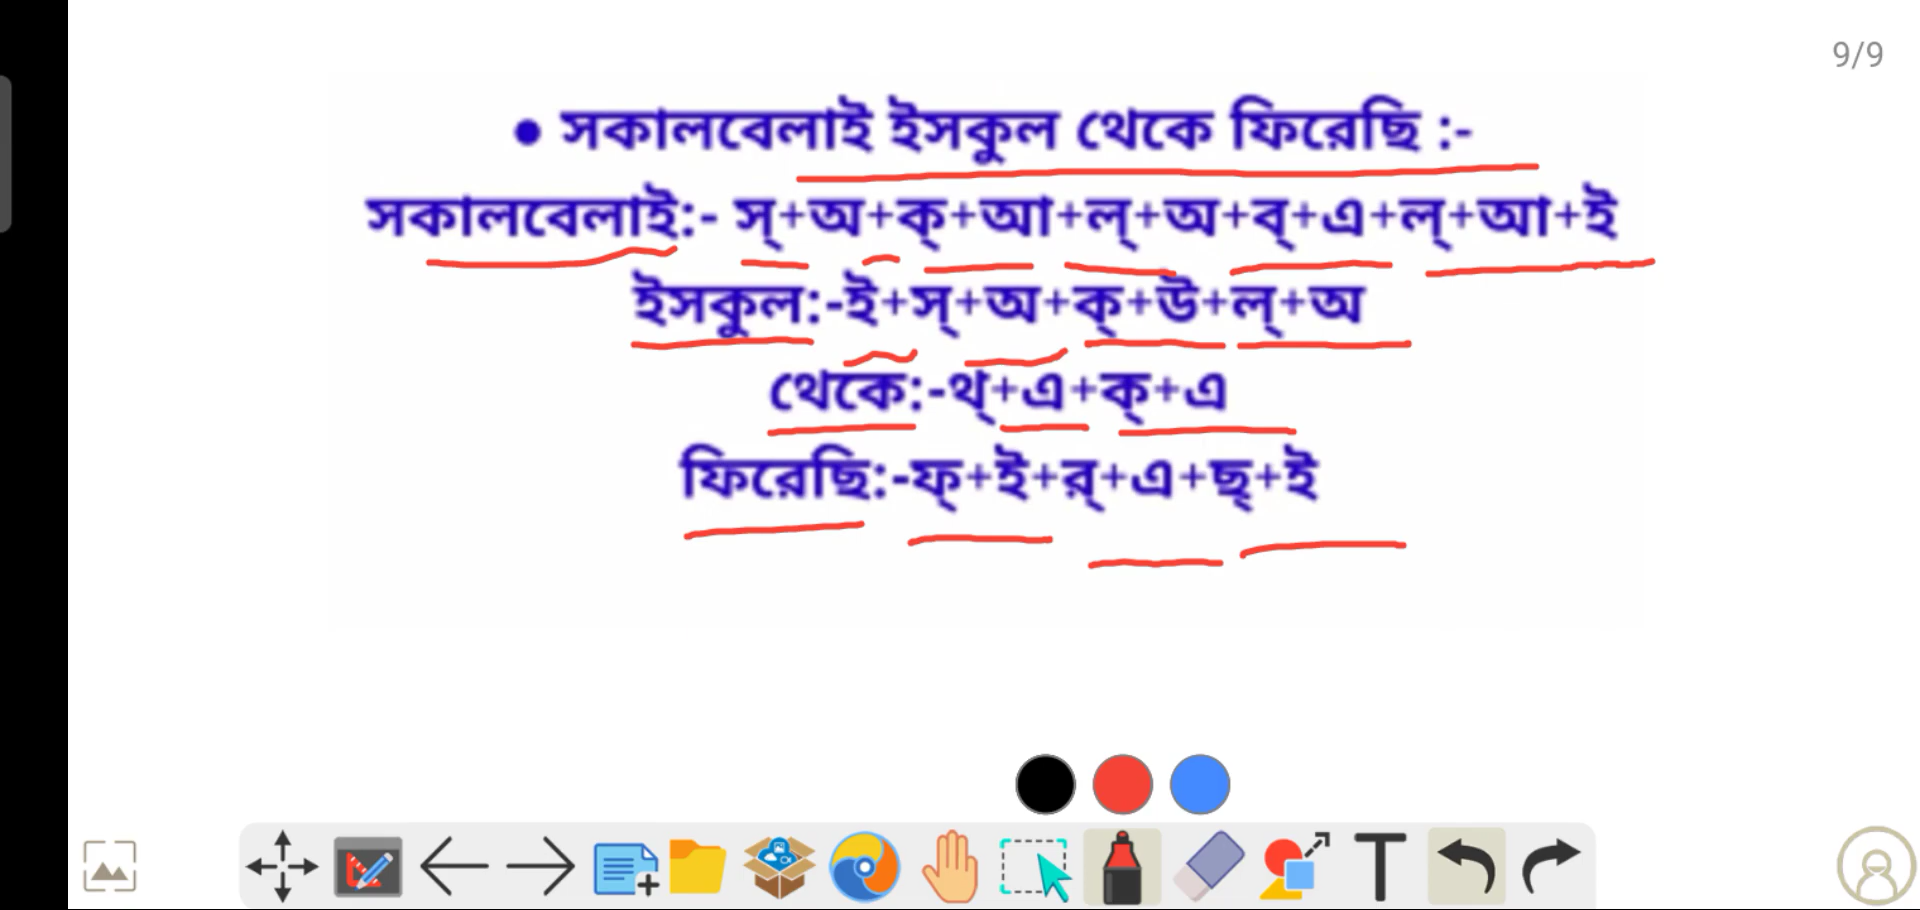 9/9
● সকালবেলাই ইসকুল থেকে ফিরেছি :-
সকালবেলাই:- স্+অ+ক্+আ+ল্+অ+ব্+এ+ল্+আ+ই
ইসকুল:-ই+স্+অ+ক্+উ+ল্+অ
থেকে:-থ্+এ+ক্+এ
ফিরেছি:-ফ্+ই+র্+এ+ছ্+ই